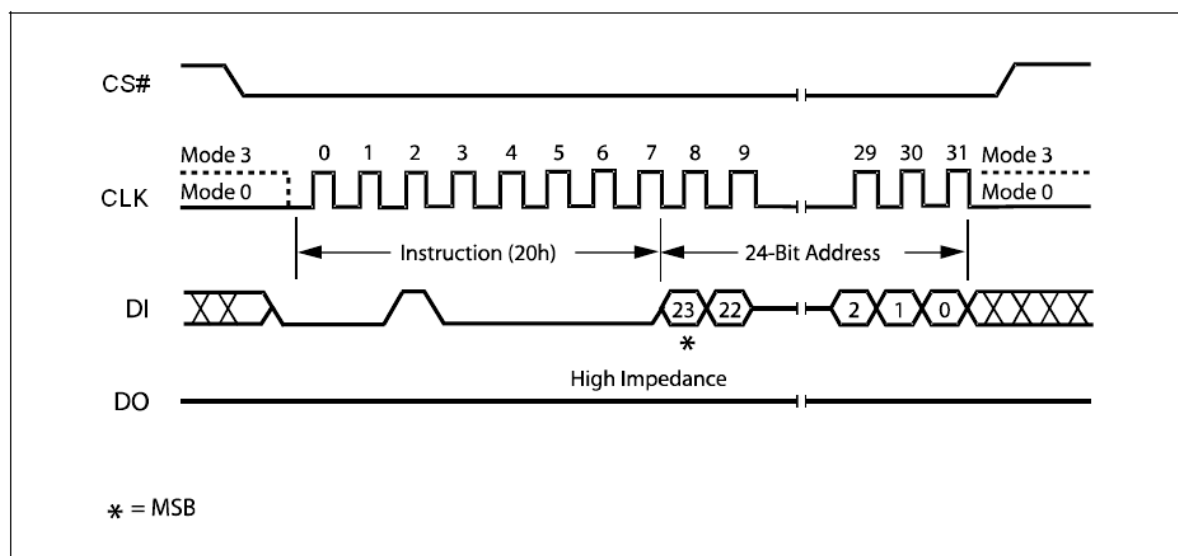 CS#
Mode 3 0 1 2 3 4 5 6 7 8 9 29 30 31 Mode 3
CLK Mode 0 Mode 0
Instruction (20h) 24-Bit Address
DI 23 22 2 1 0
*
High Impedance
DO
* = MSB